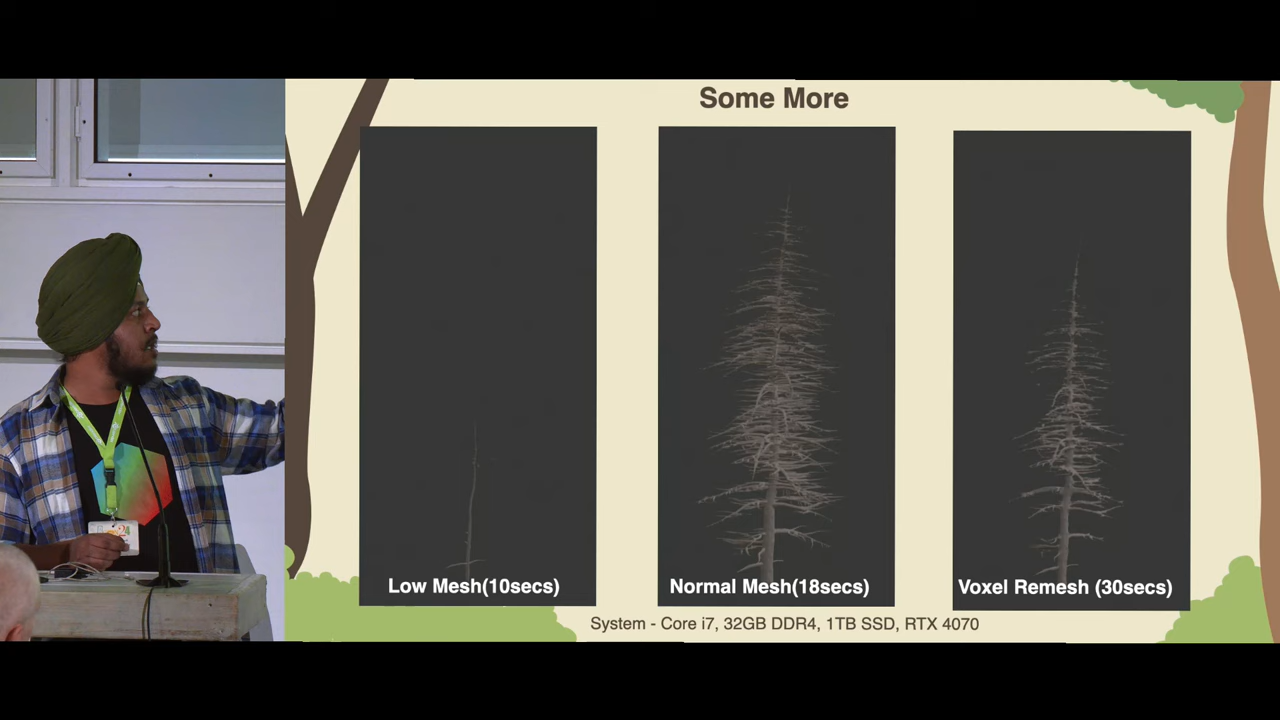 Some More
Low Mesh(10secs)
Normal Mesh(18secs)
Voxel Remesh (30secs)
System - Core i7, 32GB DDR4, 1TB SSD, RTX 4070